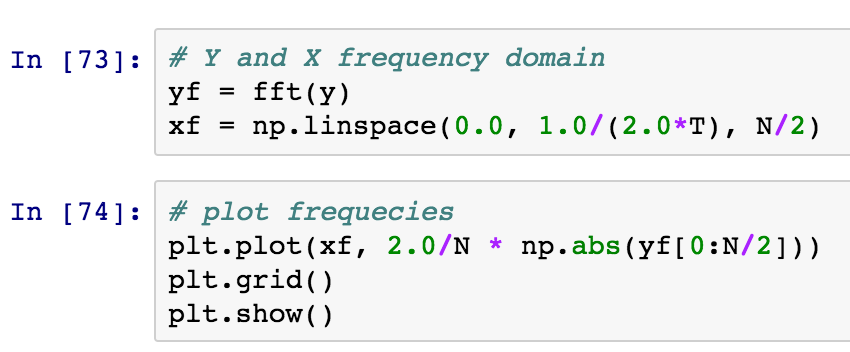 In [73]: # Y and X frequency domain
yf = fft(y)
xf = np.linspace(0.0, 1.0/(2.0*T), N/2)
In [74]: # plot frequecies
plt.plot(xf, 2.0/N * np.abs(yf[0:N/2]))
plt.grid()
plt.show()